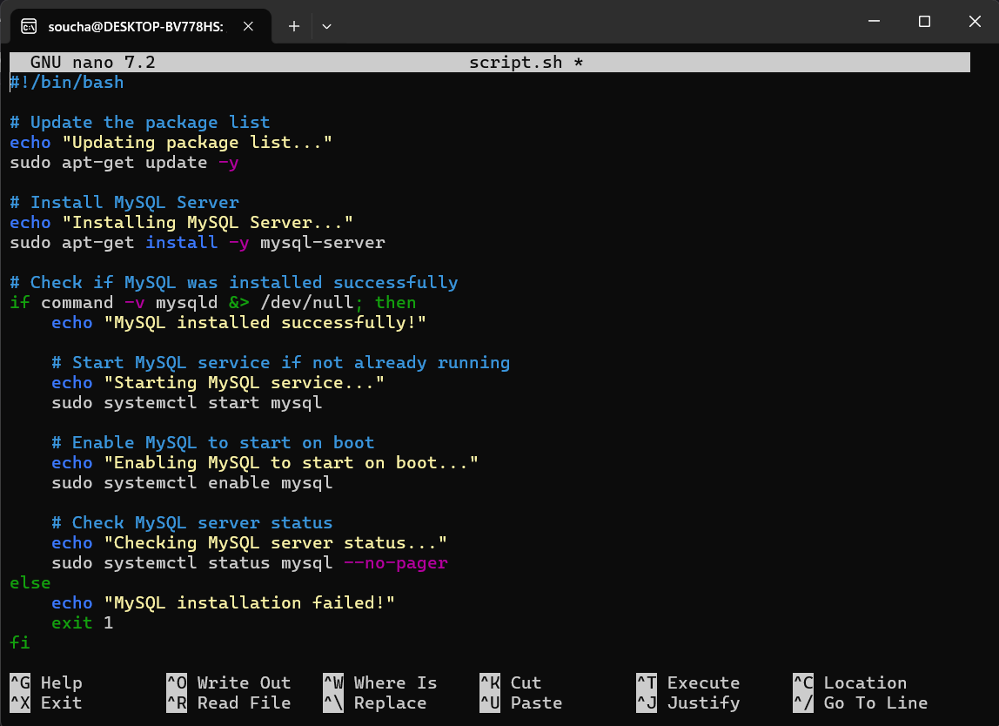 soucha@DESKTOP-BV778HS:
GNU nano 7.2 script.sh *
#!/bin/bash

# Update the package list
echo "Updating package list..."
sudo apt-get update -y

# Install MySQL Server
echo "Installing MySQL Server..."
sudo apt-get install -y mysql-server

# Check if MySQL was installed successfully
if command -v mysqld &> /dev/null; then
    echo "MySQL installed successfully!"

    # Start MySQL service if not already running
    echo "Starting MySQL service..."
    sudo systemctl start mysql

    # Enable MySQL to start on boot
    echo "Enabling MySQL to start on boot..."
    sudo systemctl enable mysql

    # Check MySQL server status
    echo "Checking MySQL server status..."
    sudo systemctl status mysql --no-pager
else
    echo "MySQL installation failed!"
    exit 1
fi

^G Help ^O Write Out ^W Where Is ^K Cut ^T Execute ^C Location
^X Exit ^R Read File ^\ Replace ^U Paste ^J Justify ^/ Go To Line